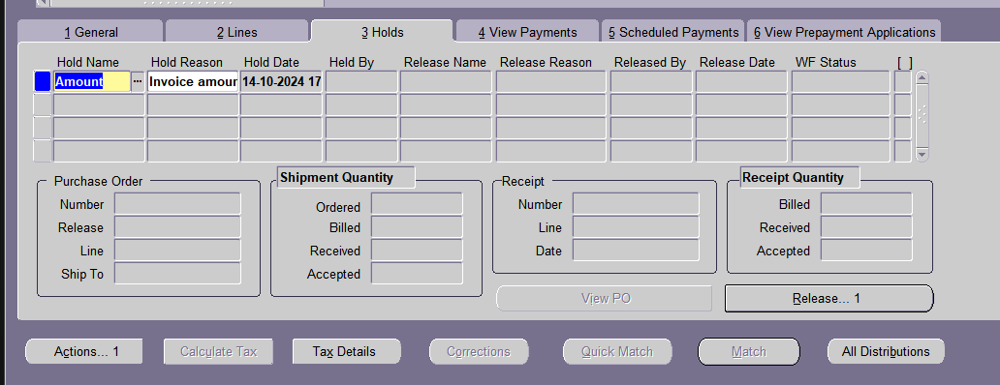 1 General 2 Lines 3 Holds 4 View Payments 5 Scheduled Payments 6 View Prepayment Applications
Hold Name Hold Reason Hold Date Held By Release Name Release Reason Released By Release Date WF Status [ ]
Amount ... Invoice amour 14-10-2024 17
Purchase Order Shipment Quantity Receipt Receipt Quantity
Number Ordered Number Billed
Release Billed Line Received
Line Received Date Accepted
Ship To Accepted
View PO Release... 1
Actions... 1 Calculate Tax Tax Details Corrections Quick Match Match All Distributions